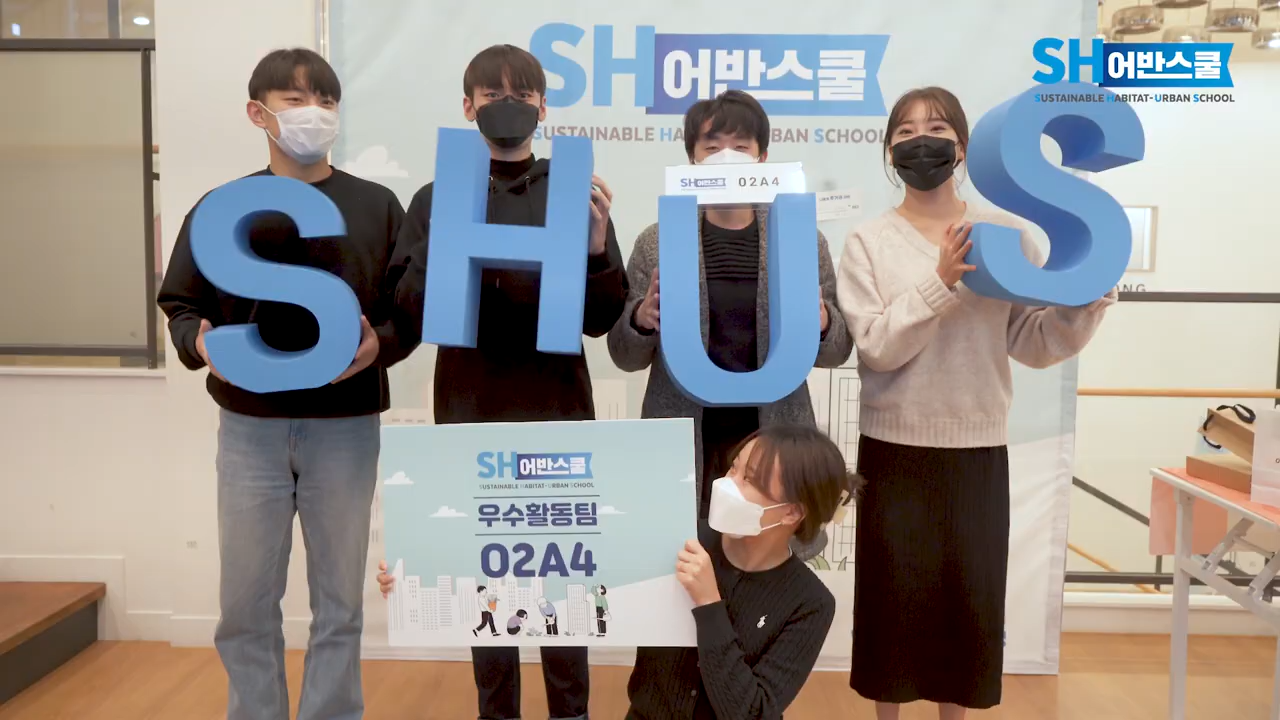 SH어반스쿨
SUSTAINABLE HABITAT-URBAN SCHOOL
SH어반스쿨
SUSTAINABLE HA URBAN SCHOOL
SH어반스쿨 02A4
S H U S
SH어반스쿨
SUSTAINABLE HABITAT-URBAN SCHOOL
우수활동팀
02A4